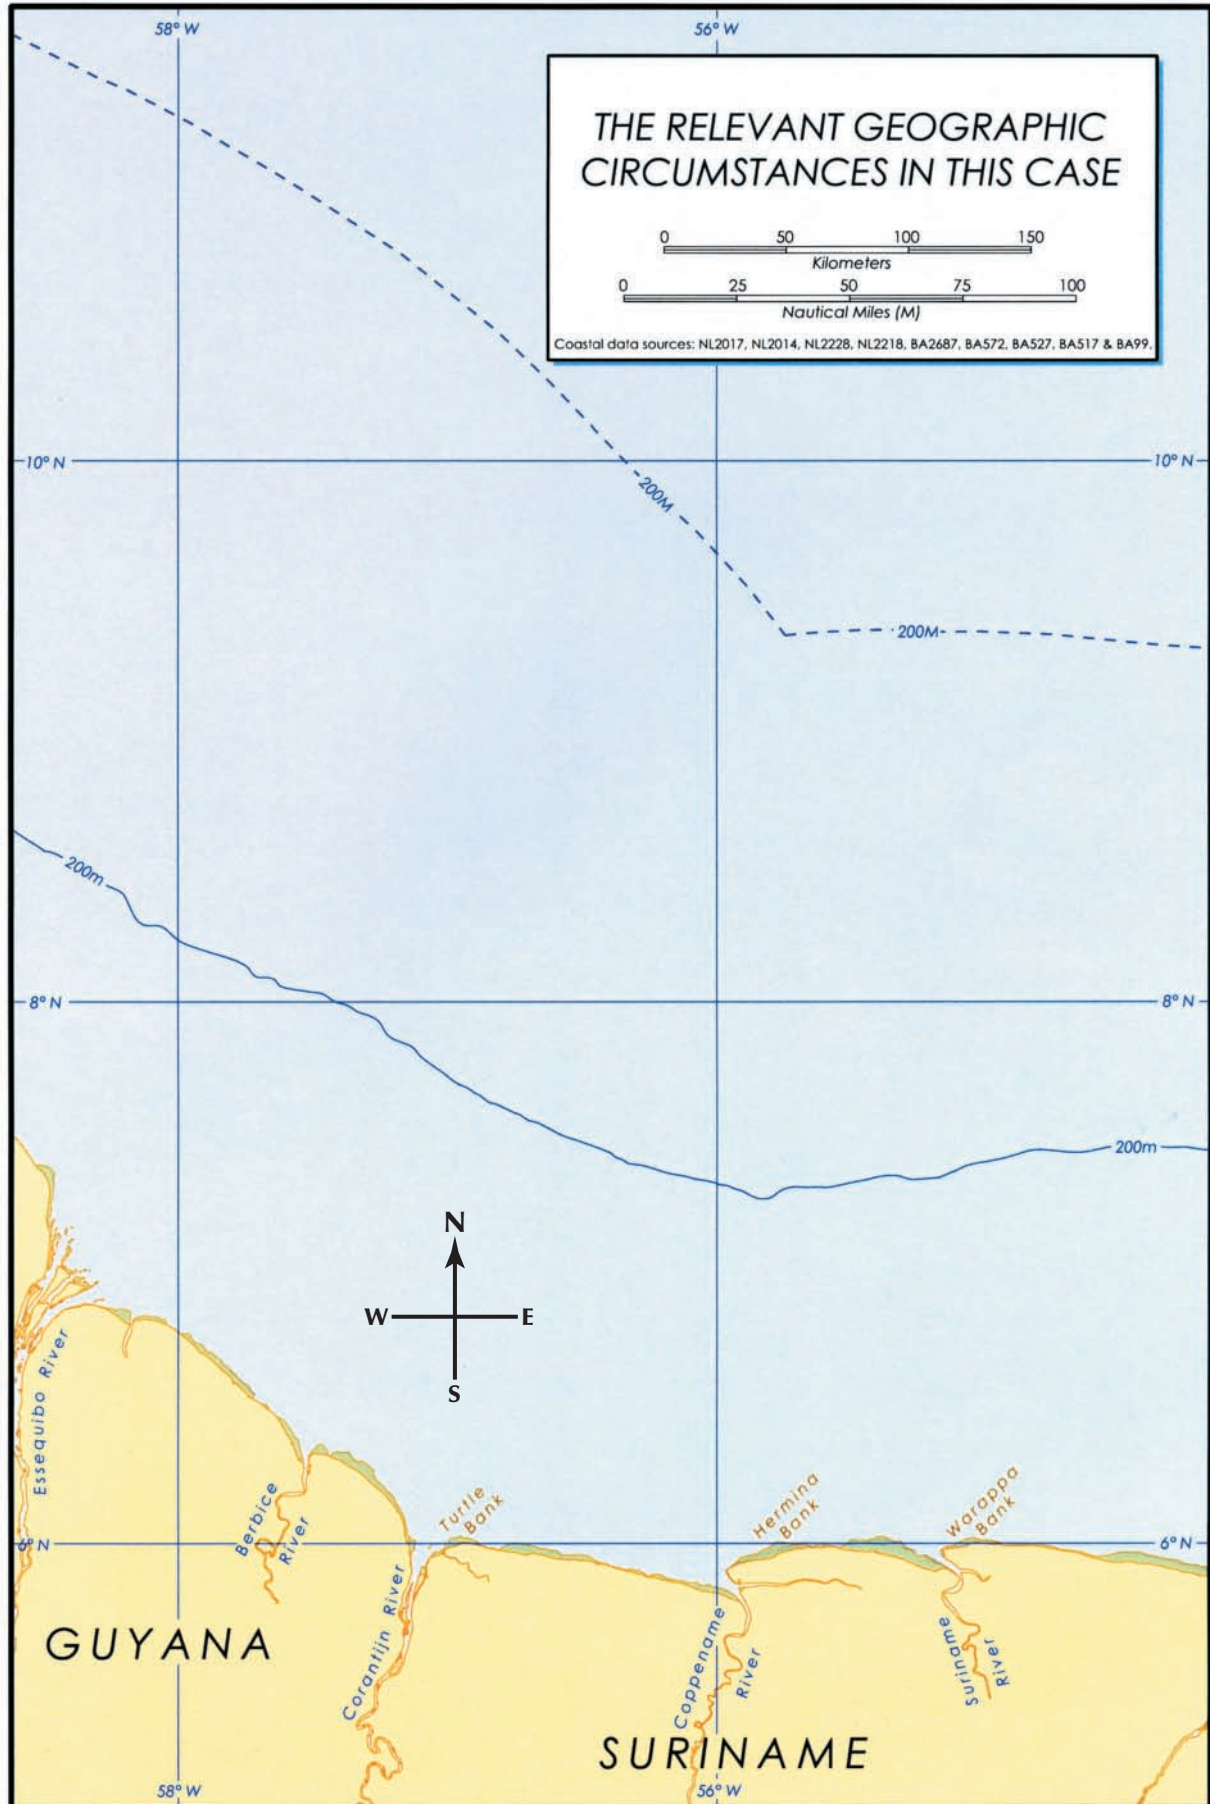 58° W
56° W
THE RELEVANT GEOGRAPHIC
CIRCUMSTANCES IN THIS CASE
0 50 100 150
Kilometers
0 25 50 75 100
Nautical Miles (M)
Coastal data sources: NL2017, NL2014, NL2228, NL2218, BA2687, BA572, BA527, BA517 & BA99.
10° N
10° N
200M
200M
200m
8° N
8° N
200m
N
W
E
S
Essequibo River
Berbice
River
Turtle
Bank
Hermina
Bank
Warappa
Bank
6° N
6° N
Corantijn River
GUYANA
Coppename
River
Suriname
River
SURINAME
58° W
56° W